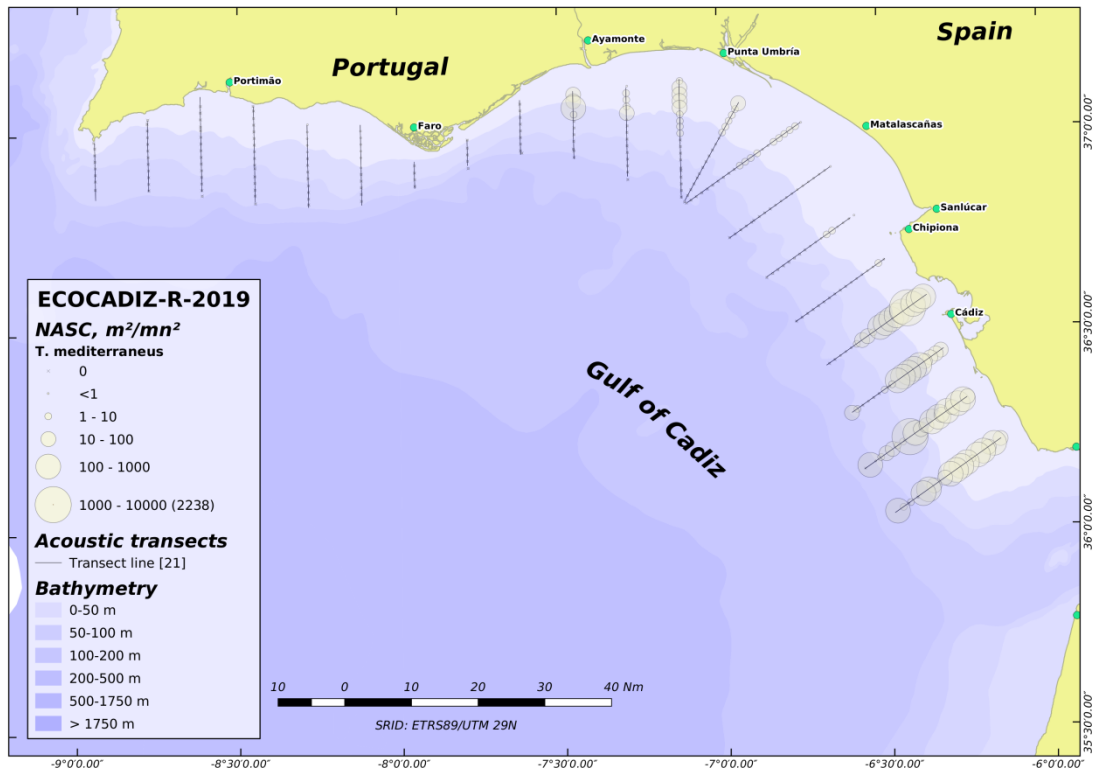 Spain
Ayamonte
Punta Umbría
Portugal
Portimão
Faro
Matalascañas
Sanlúcar
Chipiona
Cádiz
Gulf of Cadiz
ECOCADIZ-R-2019
NASC, m²/mn²
T. mediterraneus
0
<1
1 - 10
10 - 100
100 - 1000
1000 - 10000 (2238)
Acoustic transects
Transect line [21]
Bathymetry
0-50 m
50-100 m
100-200 m
200-500 m
500-1750 m
> 1750 m
10 0 10 20 30 40 Nm
SRID: ETRS89/UTM 29N
37°0'0.00"
36°30'0.00"
36°0'0.00"
35°30'0.00"
-9°0'0.00" -8°30'0.00" -8°0'0.00" -7°30'0.00" -7°0'0.00" -6°30'0.00" -6°0'0.00"